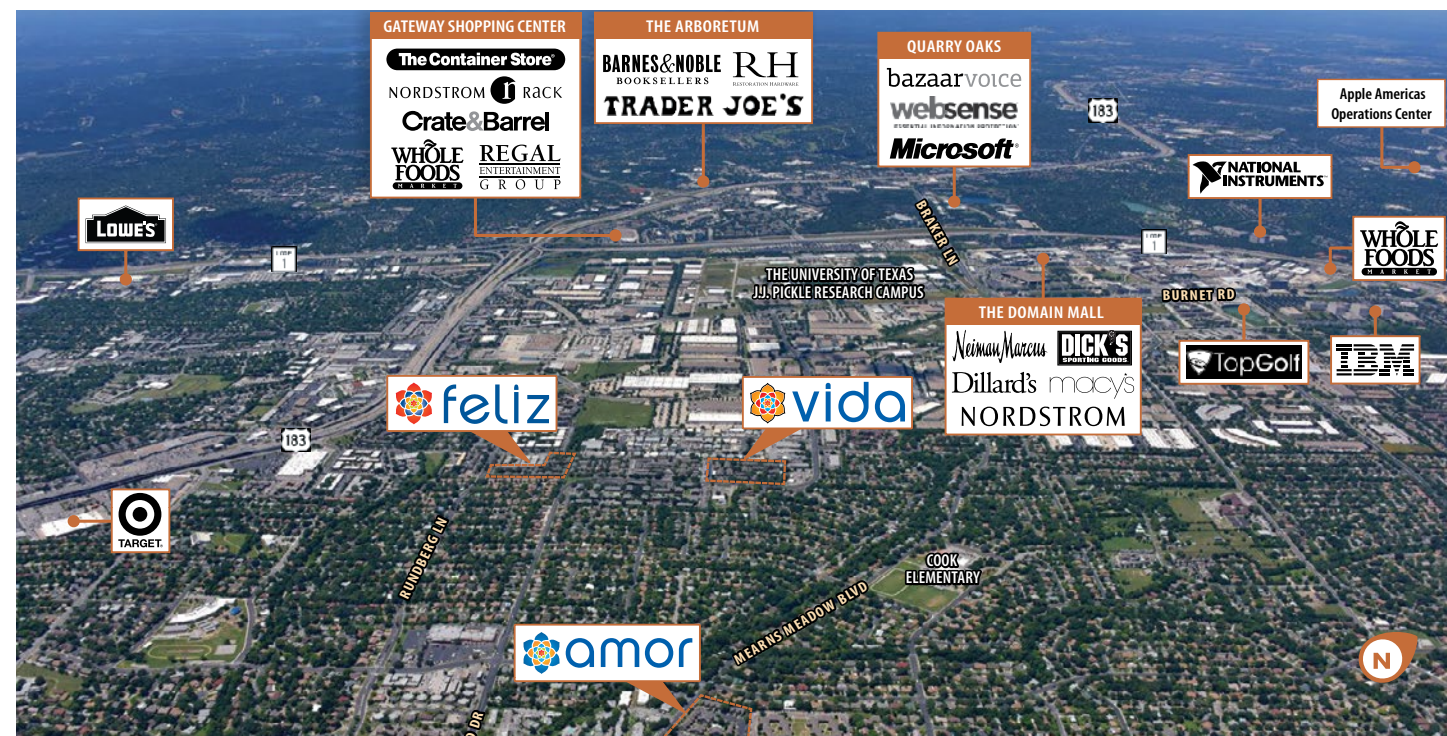 GATEWAY SHOPPING CENTER
The Container Store®
NORDSTROM r RACK
Crate&Barrel
WHOLE
FOODS
MARKET
REGAL
ENTERTAINMENT
GROUP
THE ARBORETUM
BARNES&NOBLE
BOOKSELLERS
RH
RESTORATION HARDWARE
TRADER JOE'S
QUARRY OAKS
bazaarvoice
websense
ESSENTIAL INFORMATION PROTECTION
Microsoft®
183
Apple Americas
Operations Center
NATIONAL
INSTRUMENTS
LOWE'S
LOOP
1
BRAKER LN
LOOP
1
WHOLE
FOODS
MARKET
THE UNIVERSITY OF TEXAS
J.J. PICKLE RESEARCH CAMPUS
BURNET RD
THE DOMAIN MALL
Neiman Marcus
DICK'S
SPORTING GOODS
Dillard's
macy's
NORDSTROM
TopGolf
IBM
feliz
vida
183
TARGET
RUNDBERG LN
COOK
ELEMENTARY
MEARNS MEADOW BLVD
amor
N
DR